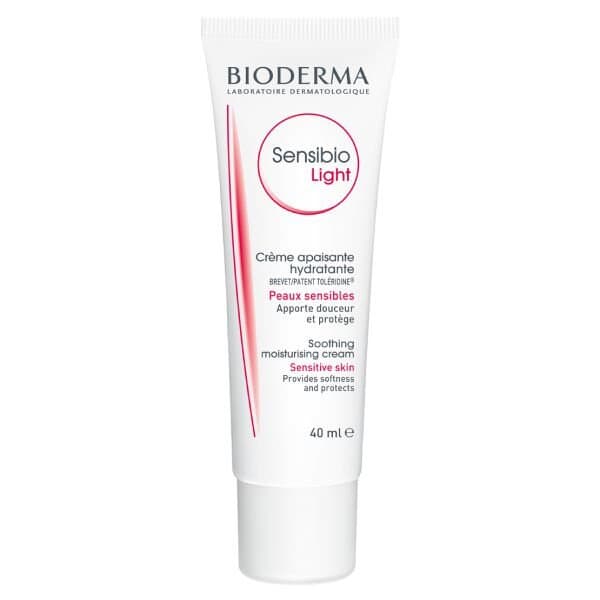 BIODERMA
LABORATOIRE DERMATOLOGIQUE
Sensibio
Light
Crème apaisante
hydratante
BREVET/PATENT TOLÉRIDINE®
Peaux sensibles
Apporte douceur
et protège
Soothing
moisturising cream
Sensitive skin
Provides softness
and protects
40 ml ℮